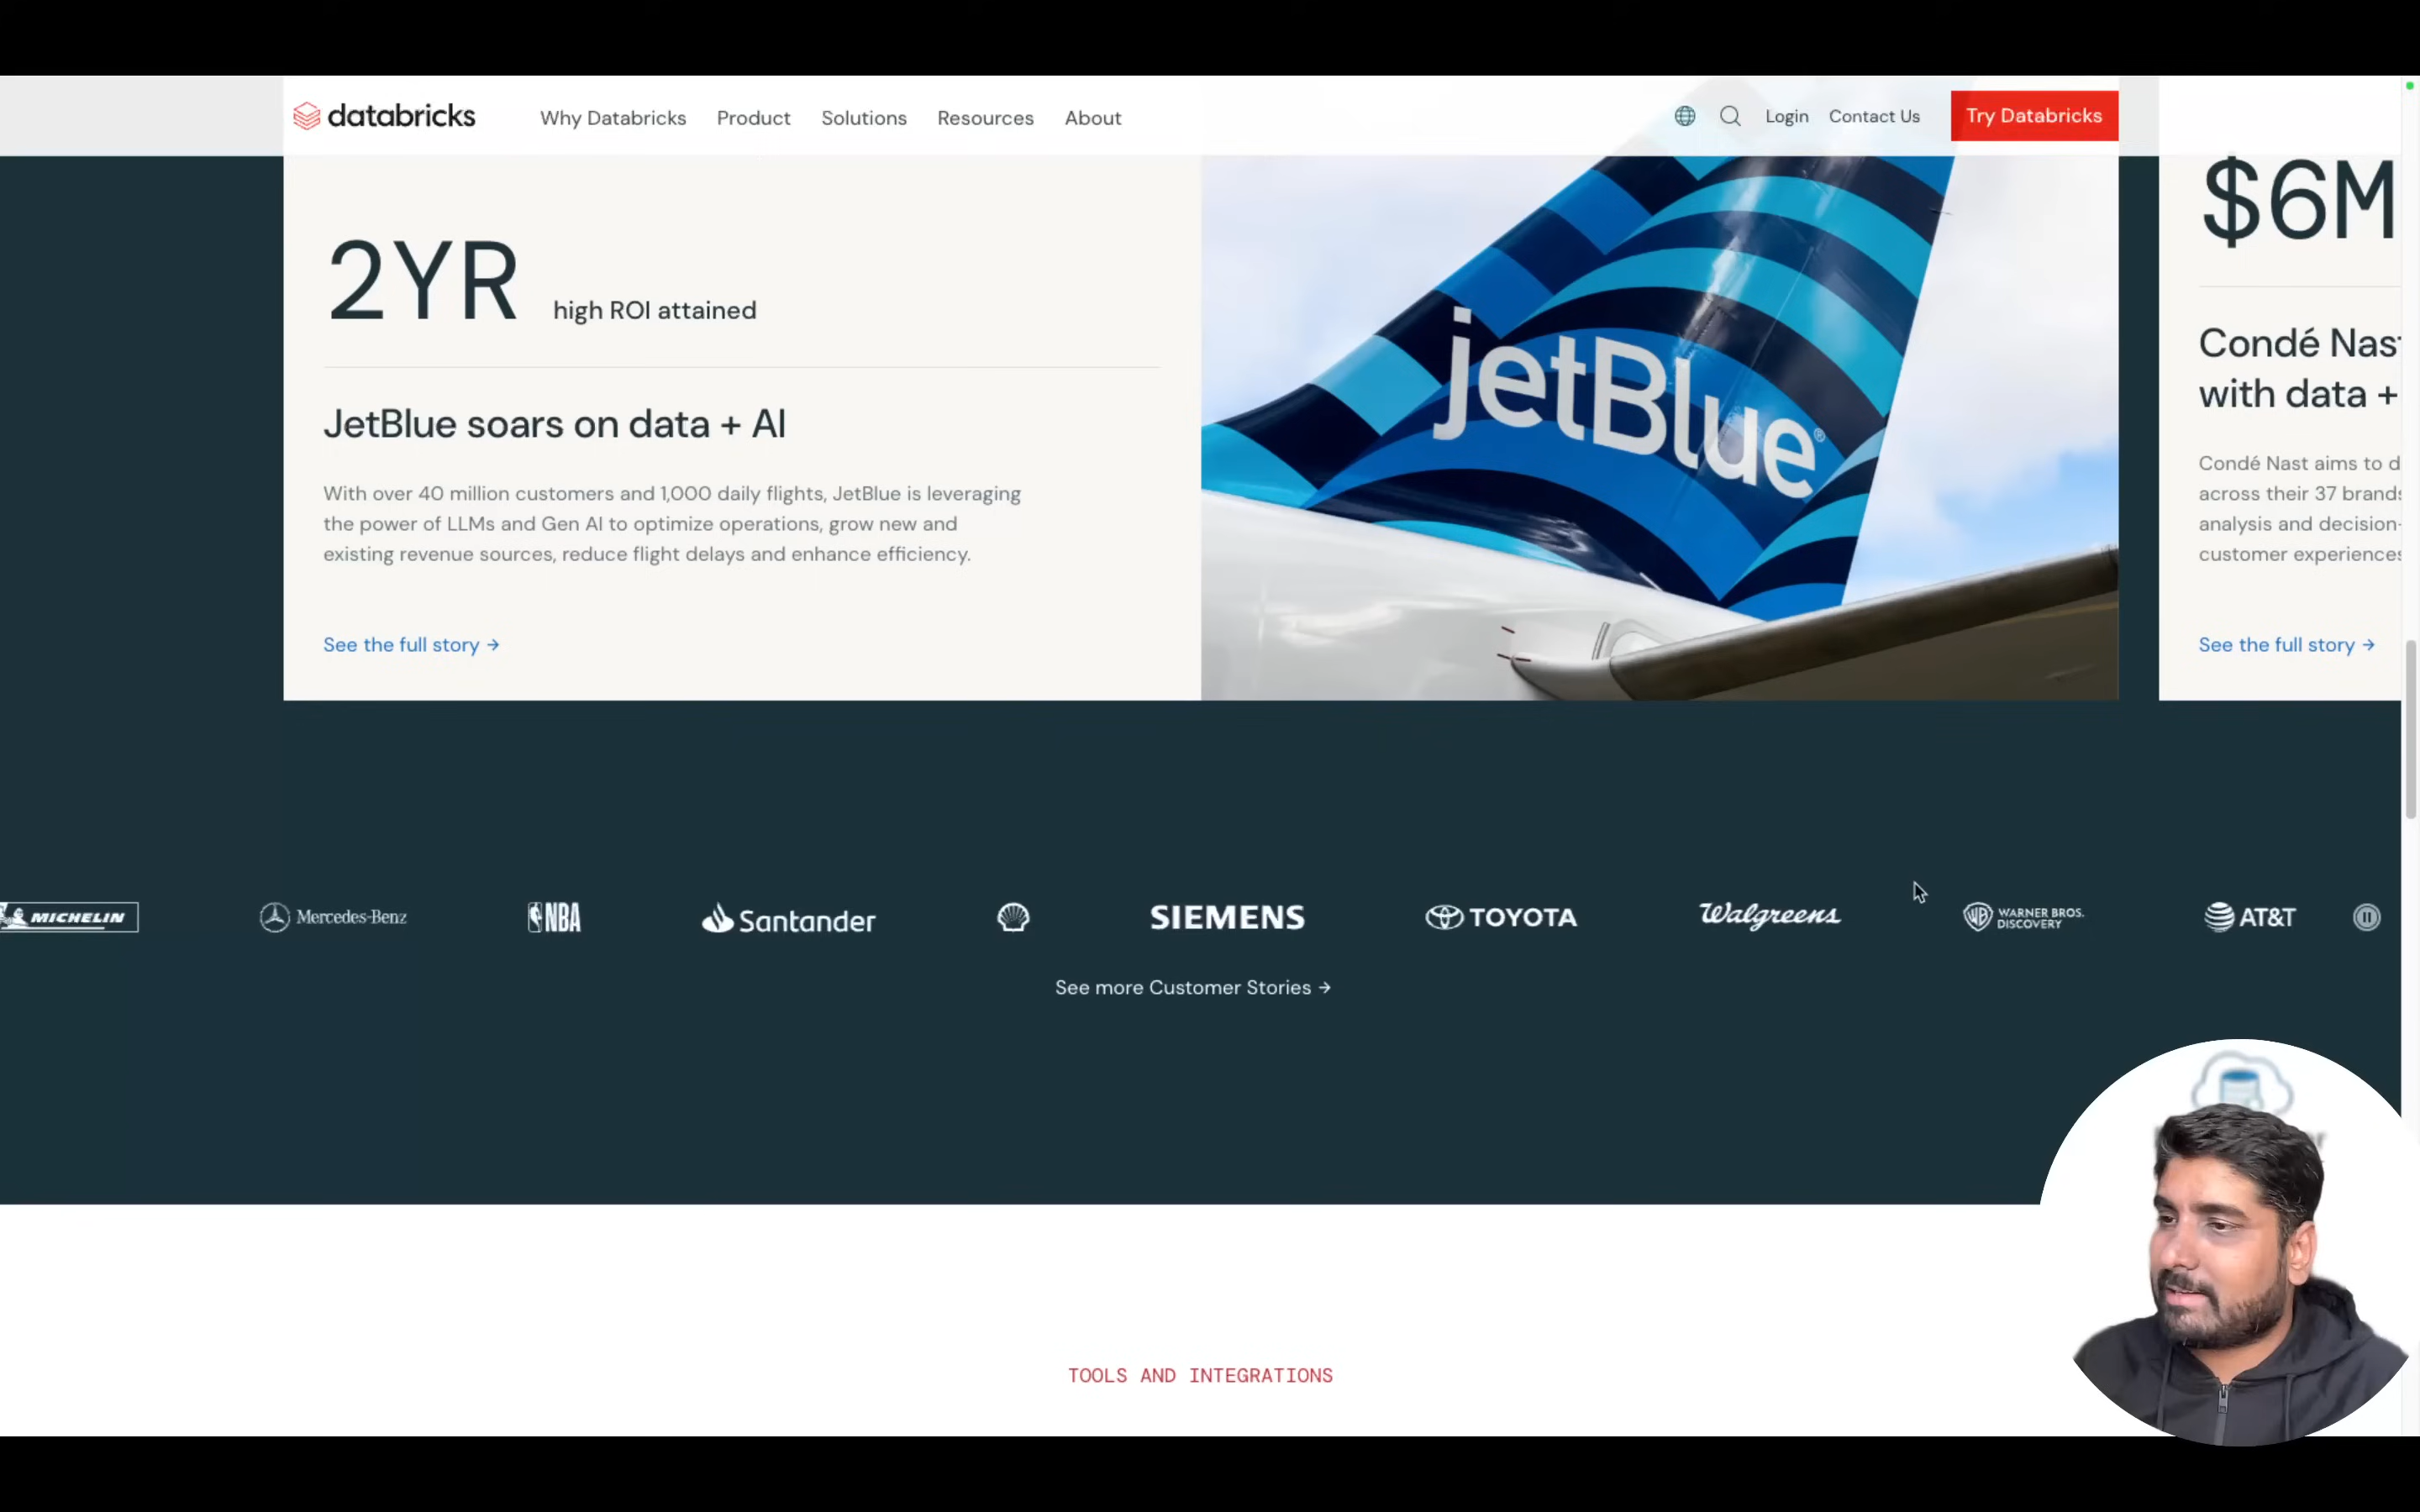 databricks
Why Databricks
Product
Solutions
Resources
About
Login
Contact Us
Try Databricks
2YR
high ROI attained
JetBlue soars on data + AI
With over 40 million customers and 1,000 daily flights, JetBlue is leveraging
the power of LLMs and Gen AI to optimize operations, grow new and
existing revenue sources, reduce flight delays and enhance efficiency.
See the full story →
jetBlue®
$6M
Condé Nast
with data +
Condé Nast aims to d
across their 37 brands
analysis and decision-
customer experiences
See the full story →
MICHELIN
Mercedes-Benz
NBA
Santander
SIEMENS
TOYOTA
Walgreens
WARNER BROS.
DISCOVERY
AT&T
See more Customer Stories →
TOOLS AND INTEGRATIONS